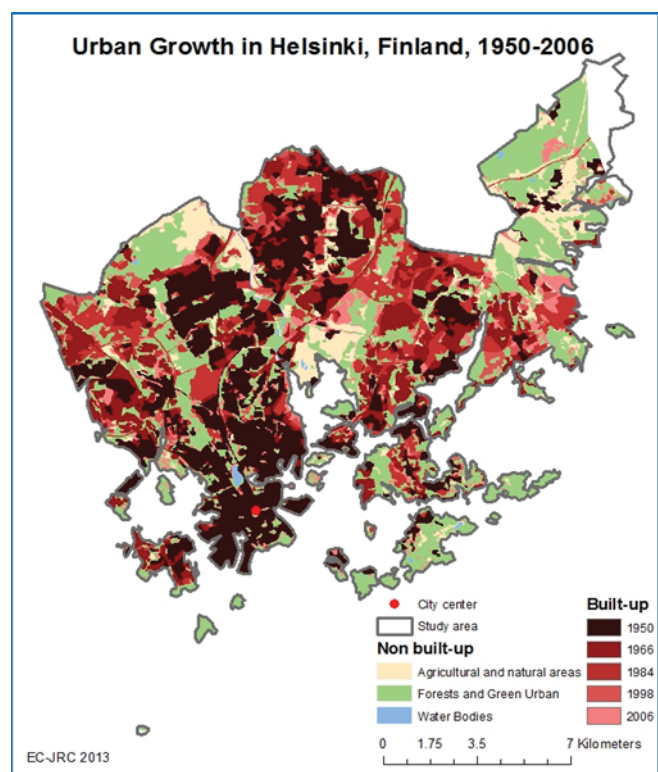 Urban Growth in Helsinki, Finland, 1950-2006
City center
Study area
Non built-up
Agricultural and natural areas
Forests and Green Urban
Water Bodies
Built-up
1950
1966
1984
1998
2006
0 1.75 3.5 7 Kilometers
EC-JRC 2013